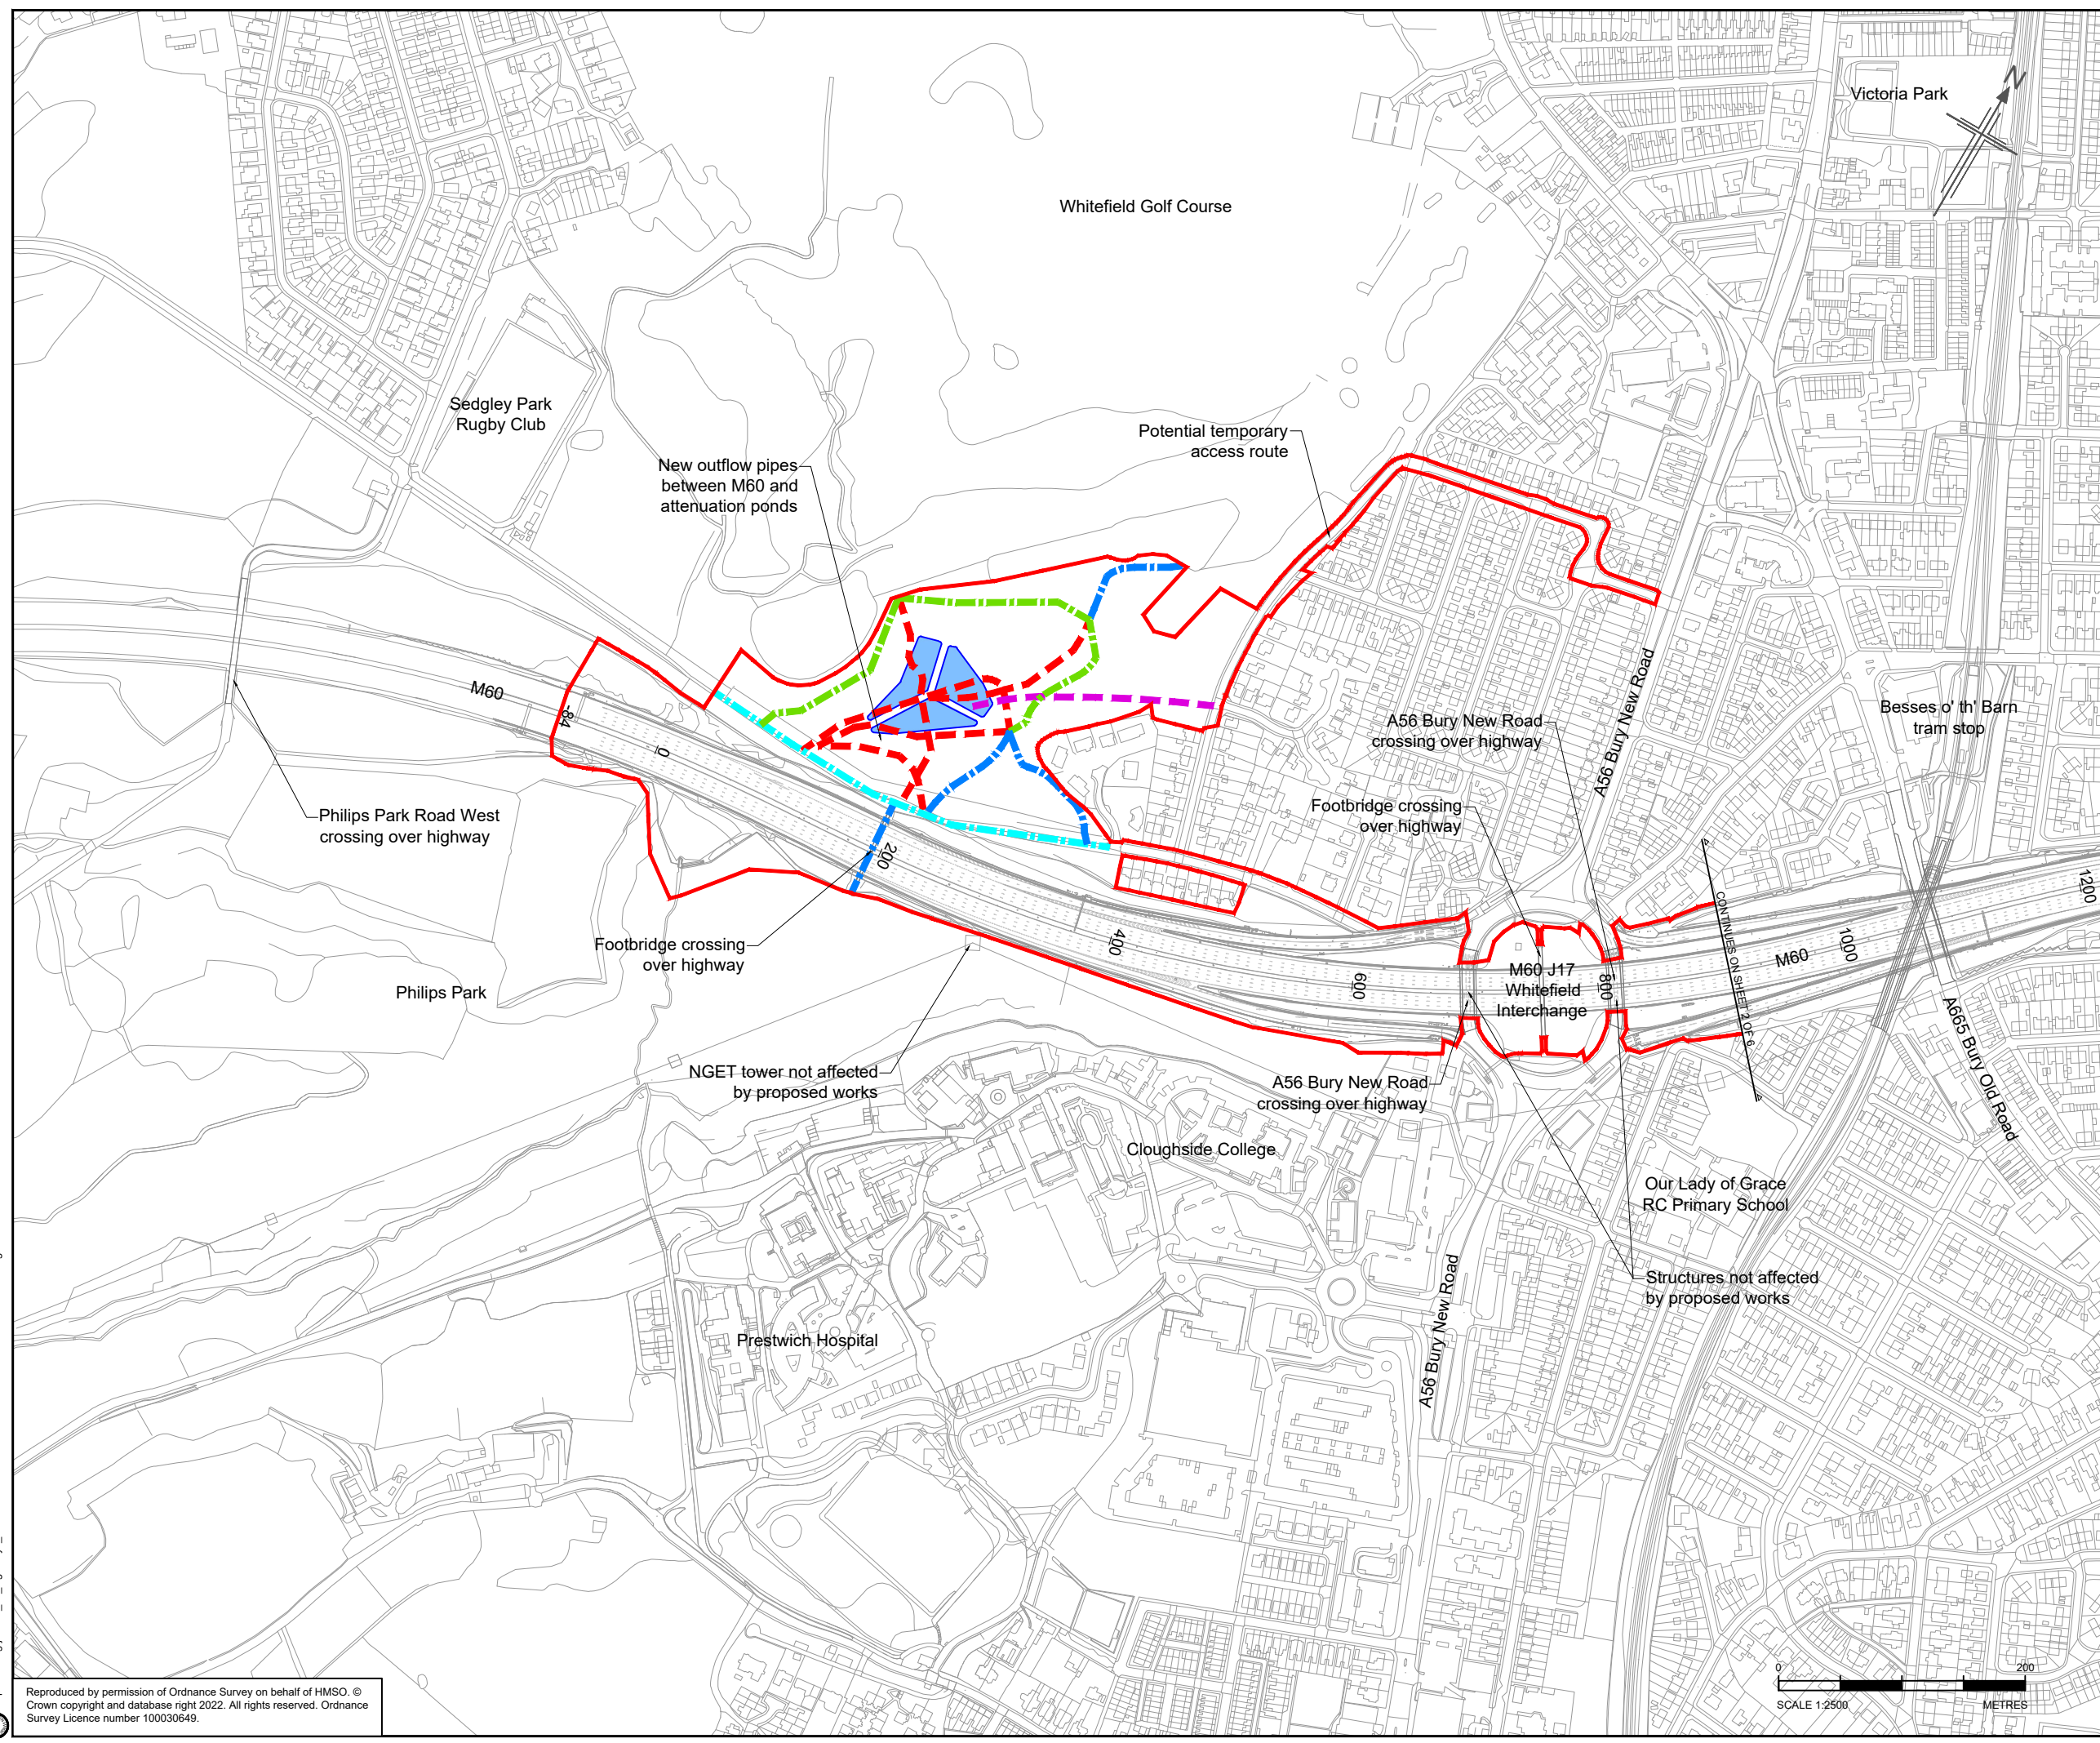 Victoria Park
N
Whitefield Golf Course
Sedgley Park
Rugby Club
Potential temporary
access route
New outflow pipes
between M60 and
attenuation ponds
M60
-84
0
A56 Bury New Road
Besses o' th' Barn
tram stop
A56 Bury New Road
crossing over highway
Philips Park Road West
crossing over highway
Footbridge crossing
over highway
200
400
600
800
1000
1200
CONTINUES ON SHEET 2 OF 6
Footbridge crossing
over highway
M60 J17
Whitefield
Interchange
M60
Philips Park
A665 Bury Old Road
NGET tower not affected
by proposed works
A56 Bury New Road
crossing over highway
Cloughside College
Our Lady of Grace
RC Primary School
Structures not affected
by proposed works
A56 Bury New Road
Prestwich Hospital
0
200
SCALE 1:2500
METRES
Reproduced by permission of Ordnance Survey on behalf of HMSO. ©
Crown copyright and database right 2022. All rights reserved. Ordnance
Survey Licence number 100030649.